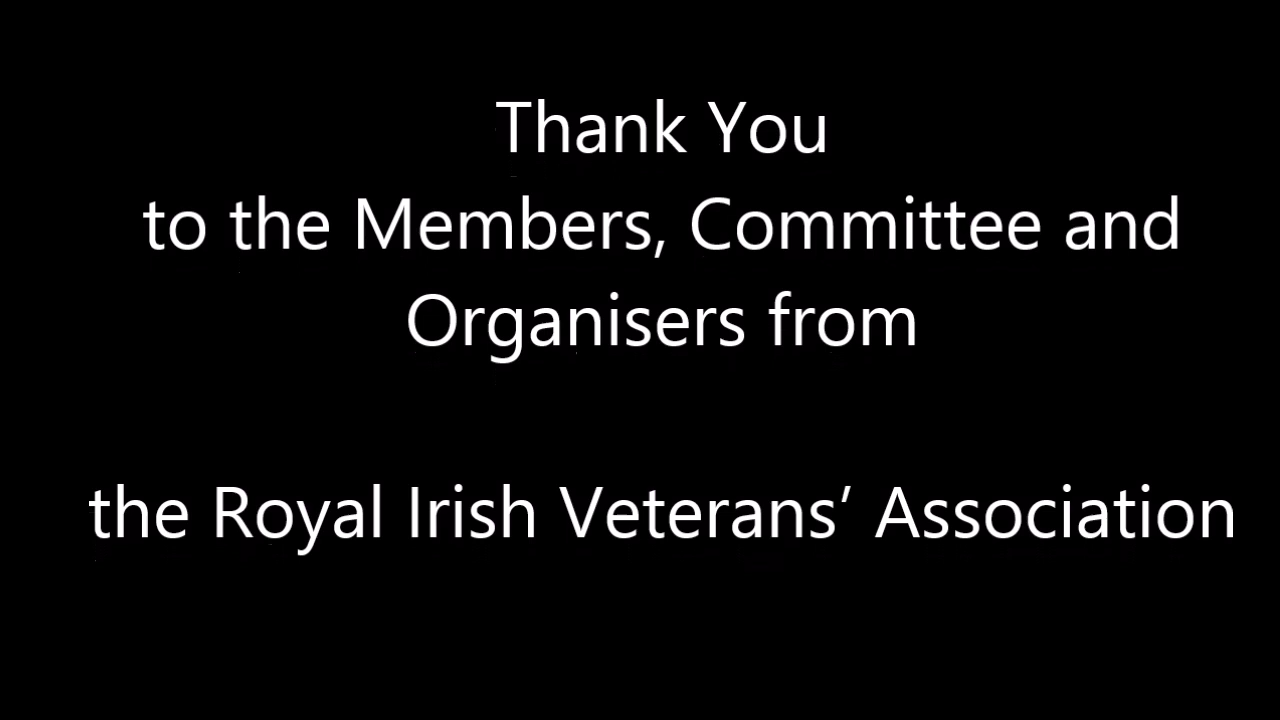 Thank You
to the Members, Committee and
Organisers from
the Royal Irish Veterans’ Association